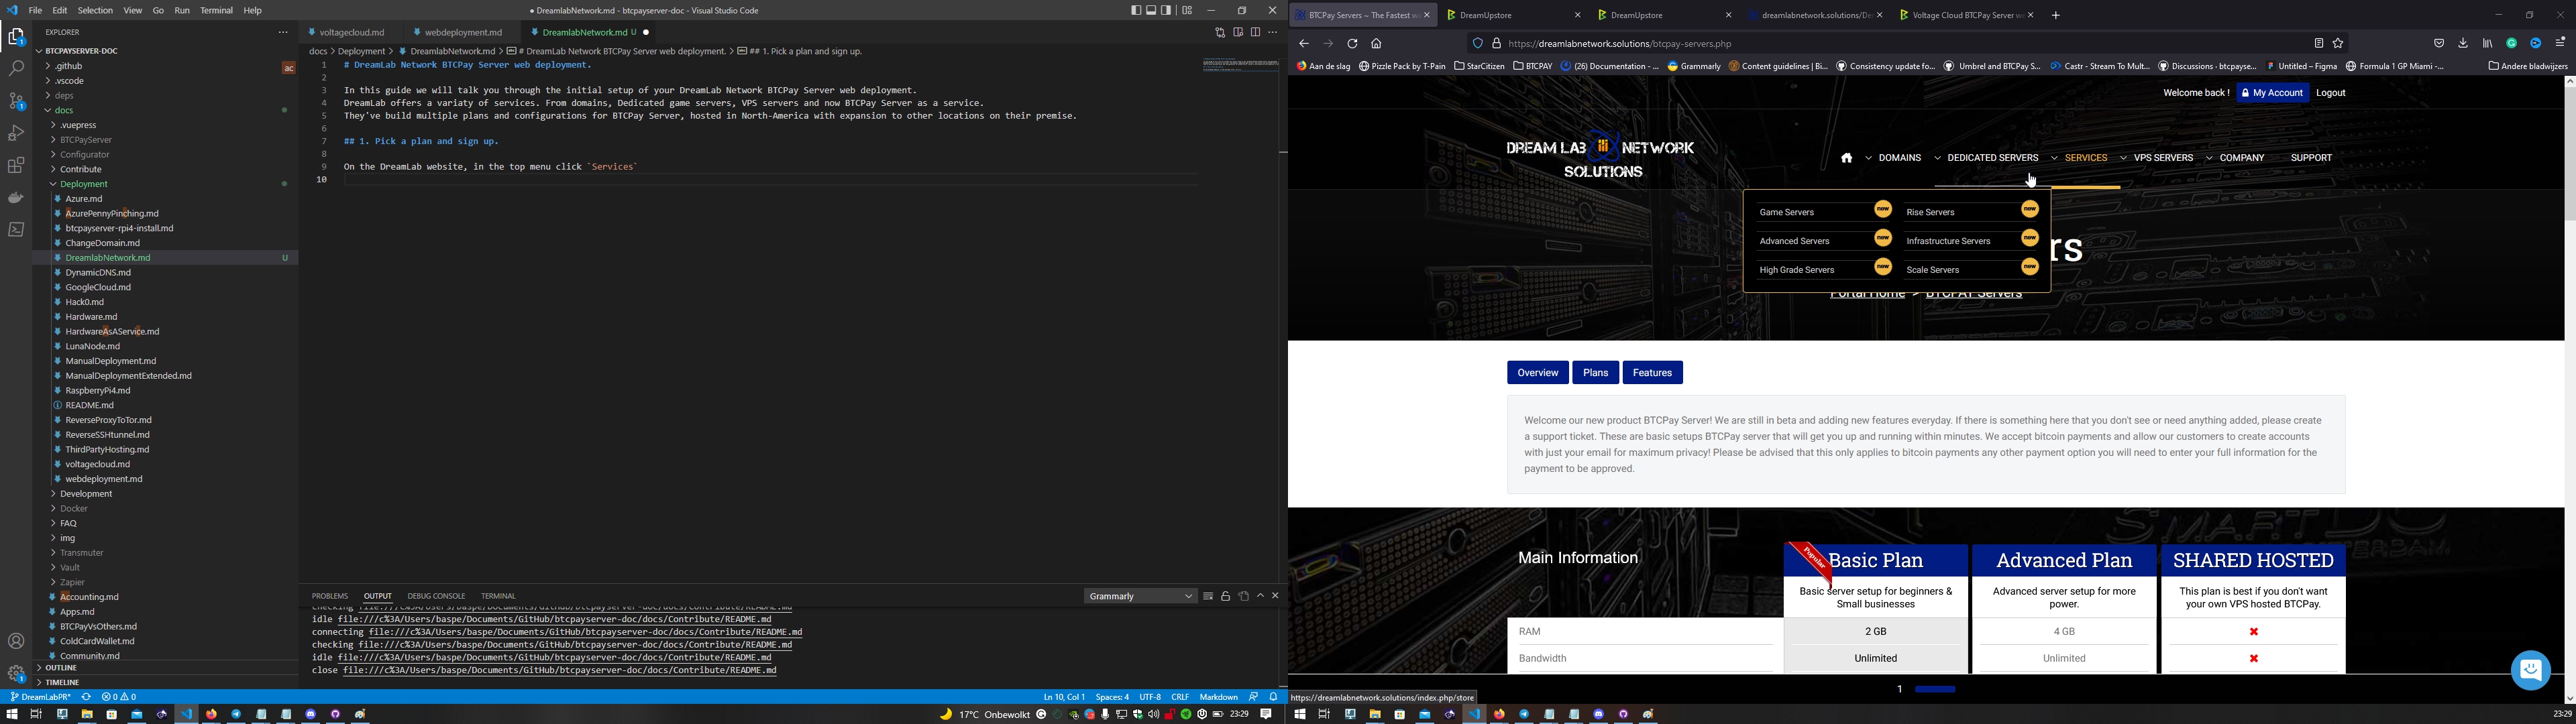 File Edit Selection View Go Run Terminal Help
● DreamlabNetwork.md - btcpayserver-doc - Visual Studio Code
EXPLORER
BTCPAYSERVER-DOC
.github
.vscode
deps
docs
.vuepress
BTCPayServer
Configurator
Contribute
Deployment
Azure.md
AzurePennyPinching.md
btcpayserver-rpi4-install.md
ChangeDomain.md
DreamlabNetwork.md U
DynamicDNS.md
GoogleCloud.md
Hack0.md
Hardware.md
HardwareAsAService.md
LunaNode.md
ManualDeployment.md
ManualDeploymentExtended.md
RaspberryPi4.md
README.md
ReverseProxyToTor.md
ReverseSSHtunnel.md
ThirdPartyHosting.md
voltagecloud.md
webdeployment.md
Development
Docker
FAQ
img
Transmuter
Vault
Zapier
Accounting.md
Apps.md
BTCPayVsOthers.md
ColdCardWallet.md
Community.md
OUTLINE
TIMELINE
ac
voltagecloud.md webdeployment.md DreamlabNetwork.md U ●
docs > Deployment > DreamlabNetwork.md > # DreamLab Network BTCPay Server web deployment. > ## 1. Pick a plan and sign up.
1 # DreamLab Network BTCPay Server web deployment.
2
3 In this guide we will talk you through the initial setup of your DreamLab Network BTCPay Server web deployment.
4 DreamLab offers a variaty of services. From domains, Dedicated game servers, VPS servers and now BTCPay Server as a service.
5 They've build multiple plans and configurations for BTCPay Server, hosted in North-America with expansion to other locations on their premise.
6
7 ## 1. Pick a plan and sign up.
8
9 On the DreamLab website, in the top menu click `Services`
10
PROBLEMS OUTPUT DEBUG CONSOLE TERMINAL Grammarly
checking file:///c%3A/Users/baspe/Documents/GitHub/btcpayserver-doc/docs/Contribute/README.md
idle file:///c%3A/Users/baspe/Documents/GitHub/btcpayserver-doc/docs/Contribute/README.md
connecting file:///c%3A/Users/baspe/Documents/GitHub/btcpayserver-doc/docs/Contribute/README.md
checking file:///c%3A/Users/baspe/Documents/GitHub/btcpayserver-doc/docs/Contribute/README.md
idle file:///c%3A/Users/baspe/Documents/GitHub/btcpayserver-doc/docs/Contribute/README.md
close file:///c%3A/Users/baspe/Documents/GitHub/btcpayserver-doc/docs/Contribute/README.md
DreamLabPR* 0 0 Ln 10, Col 1 Spaces: 4 UTF-8 CRLF Markdown
17°C Onbewolkt 23:29
BTCPay Servers ~ The Fastest w DreamUpstore DreamUpstore dreamlabnetwork.solutions/De Voltage Cloud BTCPay Server w
https://dreamlabnetwork.solutions/btcpay-servers.php
Aan de slag Pizzle Pack by T-Pain StarCitizen BTCPAY (26) Documentation - ... Grammarly Content guidelines | Bi... Consistency update fo... Umbrel and BTCPay S... Castr - Stream To Mult... Discussions · btcpayse... Untitled – Figma Formula 1 GP Miami -... Andere bladwijzers
Welcome back ! My Account Logout
DREAM LAB NETWORK
SOLUTIONS
DOMAINS DEDICATED SERVERS SERVICES VPS SERVERS COMPANY SUPPORT
Game Servers new Rise Servers new
Advanced Servers new Infrastructure Servers new
High Grade Servers new Scale Servers new
rs
Portal Home > BTCPAY Servers
Overview Plans Features
Welcome our new product BTCPay Server! We are still in beta and adding new features everyday. If there is something here that you don't see or need anything added, please create
a support ticket. These are basic setups BTCPay server that will get you up and running within minutes. We accept bitcoin payments and allow our customers to create accounts
with just your email for maximum privacy! Please be advised that this only applies to bitcoin payments any other payment option you will need to enter your full information for the
payment to be approved.
Main Information
Popular
Basic Plan Advanced Plan SHARED HOSTED
Basic server setup for beginners &
Small businesses
Advanced server setup for more
power.
This plan is best if you don't want
your own VPS hosted BTCPay.
RAM 2 GB 4 GB
Bandwidth Unlimited Unlimited
1
https://dreamlabnetwork.solutions/index.php/store
23:29